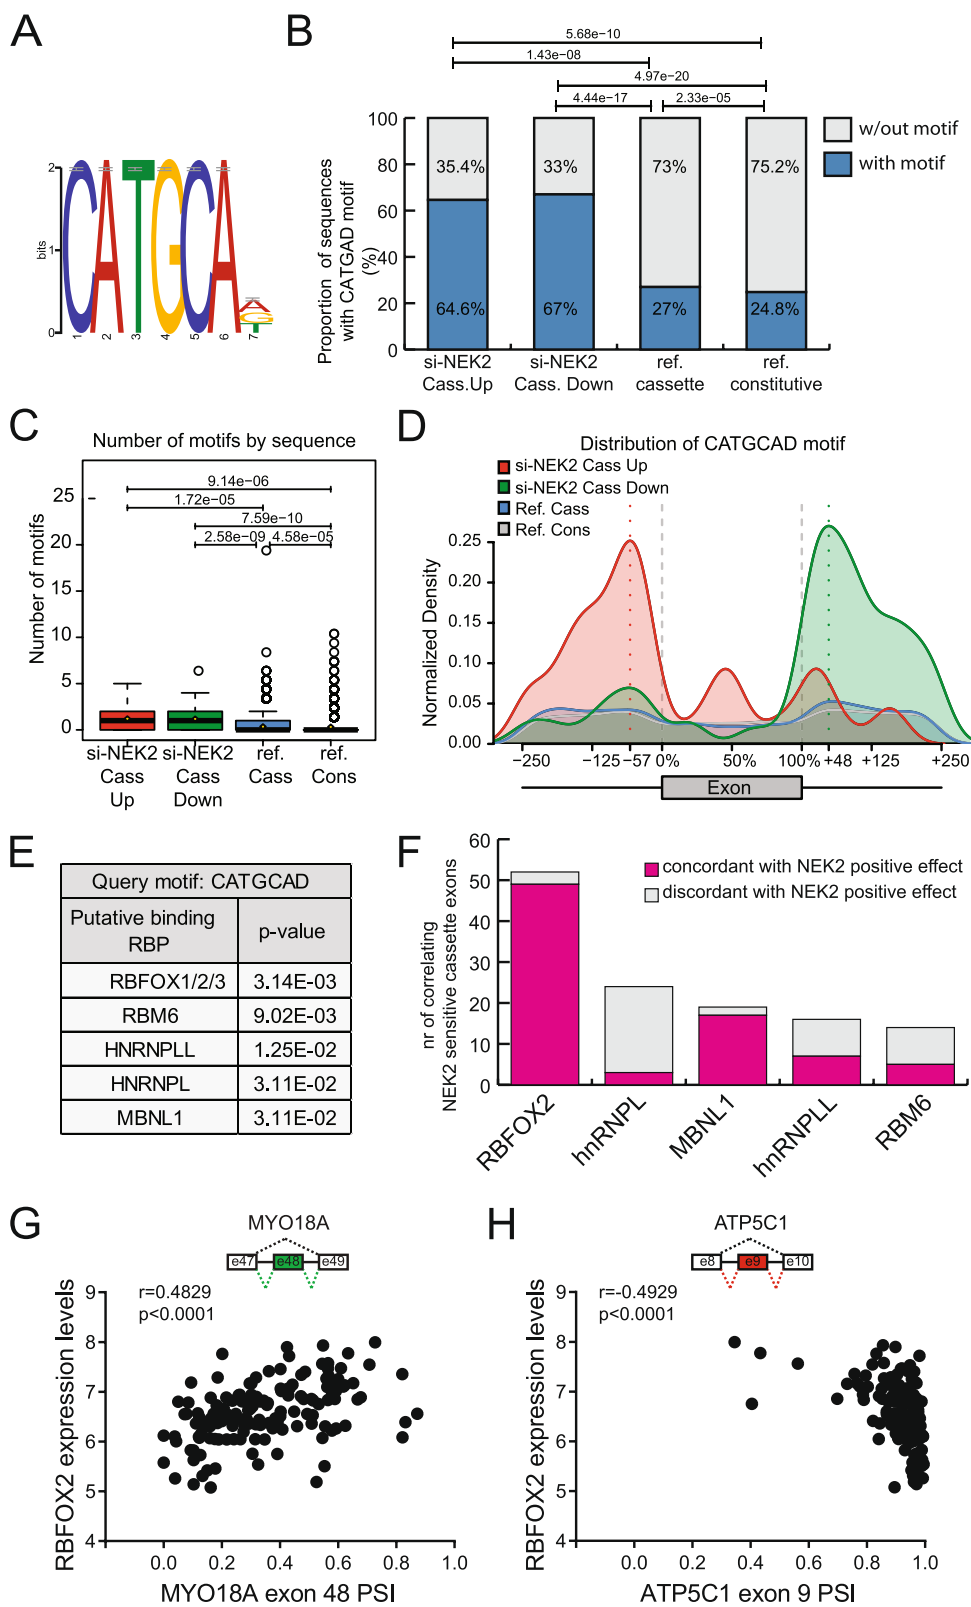 A
2
1
0
bits
CATGCA
A
G
T
1 2 3 4 5 6 7
B
5.68e−10
1.43e−08
4.97e−20
4.44e−17
2.33e−05
Proportion of sequences
with CATGAD motif
(%)
100
80
60
40
20
0
35.4%
33%
73%
75.2%
64.6%
67%
27%
24.8%
w/out motif
with motif
si-NEK2
Cass.Up
si-NEK2
Cass. Down
ref.
cassette
ref.
constitutive
C
Number of motifs by sequence
9.14e−06
1.72e−05
7.59e−10
2.58e−09
4.58e−05
Number of motifs
25
20
15
10
5
0
si-NEK2
Cass
Up
si-NEK2
Cass
Down
ref.
Cass
ref.
Cons
D
Distribution of CATGCAD motif
si-NEK2 Cass Up
si-NEK2 Cass Down
Ref. Cass
Ref. Cons
Normalized Density
0.25
0.20
0.15
0.10
0.05
0.00
−250
−125
−57
0%
50%
100%
+48
+125
+250
Exon
E
Query motif: CATGCAD
Putative binding
RBP
p-value
RBFOX1/2/3 3.14E-03
RBM6 9.02E-03
HNRNPLL 1.25E-02
HNRNPL 3.11E-02
MBNL1 3.11E-02
F
nr of correlating
NEK2 sensitive cassette exons
60
50
40
30
20
10
0
concordant with NEK2 positive effect
discordant with NEK2 positive effect
RBFOX2
hnRNPL
MBNL1
hnRNPLL
RBM6
G
MYO18A
e47
e48
e49
r=0.4829
p<0.0001
RBFOX2 expression levels
9
8
7
6
5
4
0.0 0.2 0.4 0.6 0.8 1.0
MYO18A exon 48 PSI
H
ATP5C1
e8
e9
e10
r=-0.4929
p<0.0001
RBFOX2 expression levels
9
8
7
6
5
4
0.0 0.2 0.4 0.6 0.8 1.0
ATP5C1 exon 9 PSI